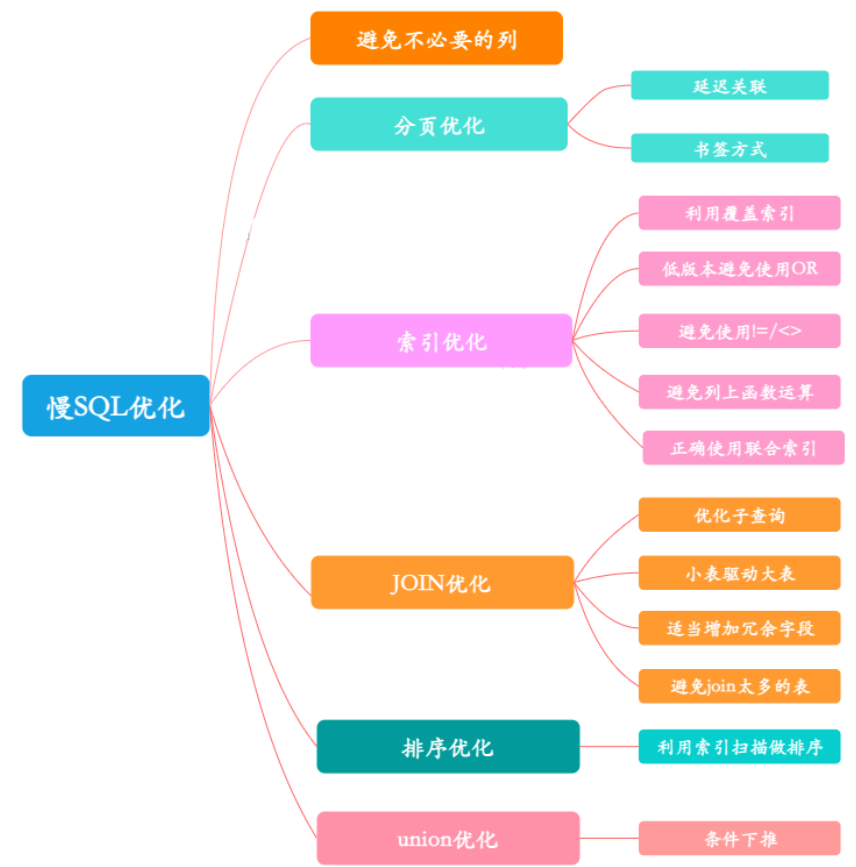 避免不必要的列
分页优化
延迟关联
书签方式
索引优化
利用覆盖索引
低版本避免使用OR
避免使用!=/<>
避免列上函数运算
正确使用联合索引
慢SQL优化
JOIN优化
优化子查询
小表驱动大表
适当增加冗余字段
避免join太多的表
排序优化
利用索引扫描做排序
union优化
条件下推